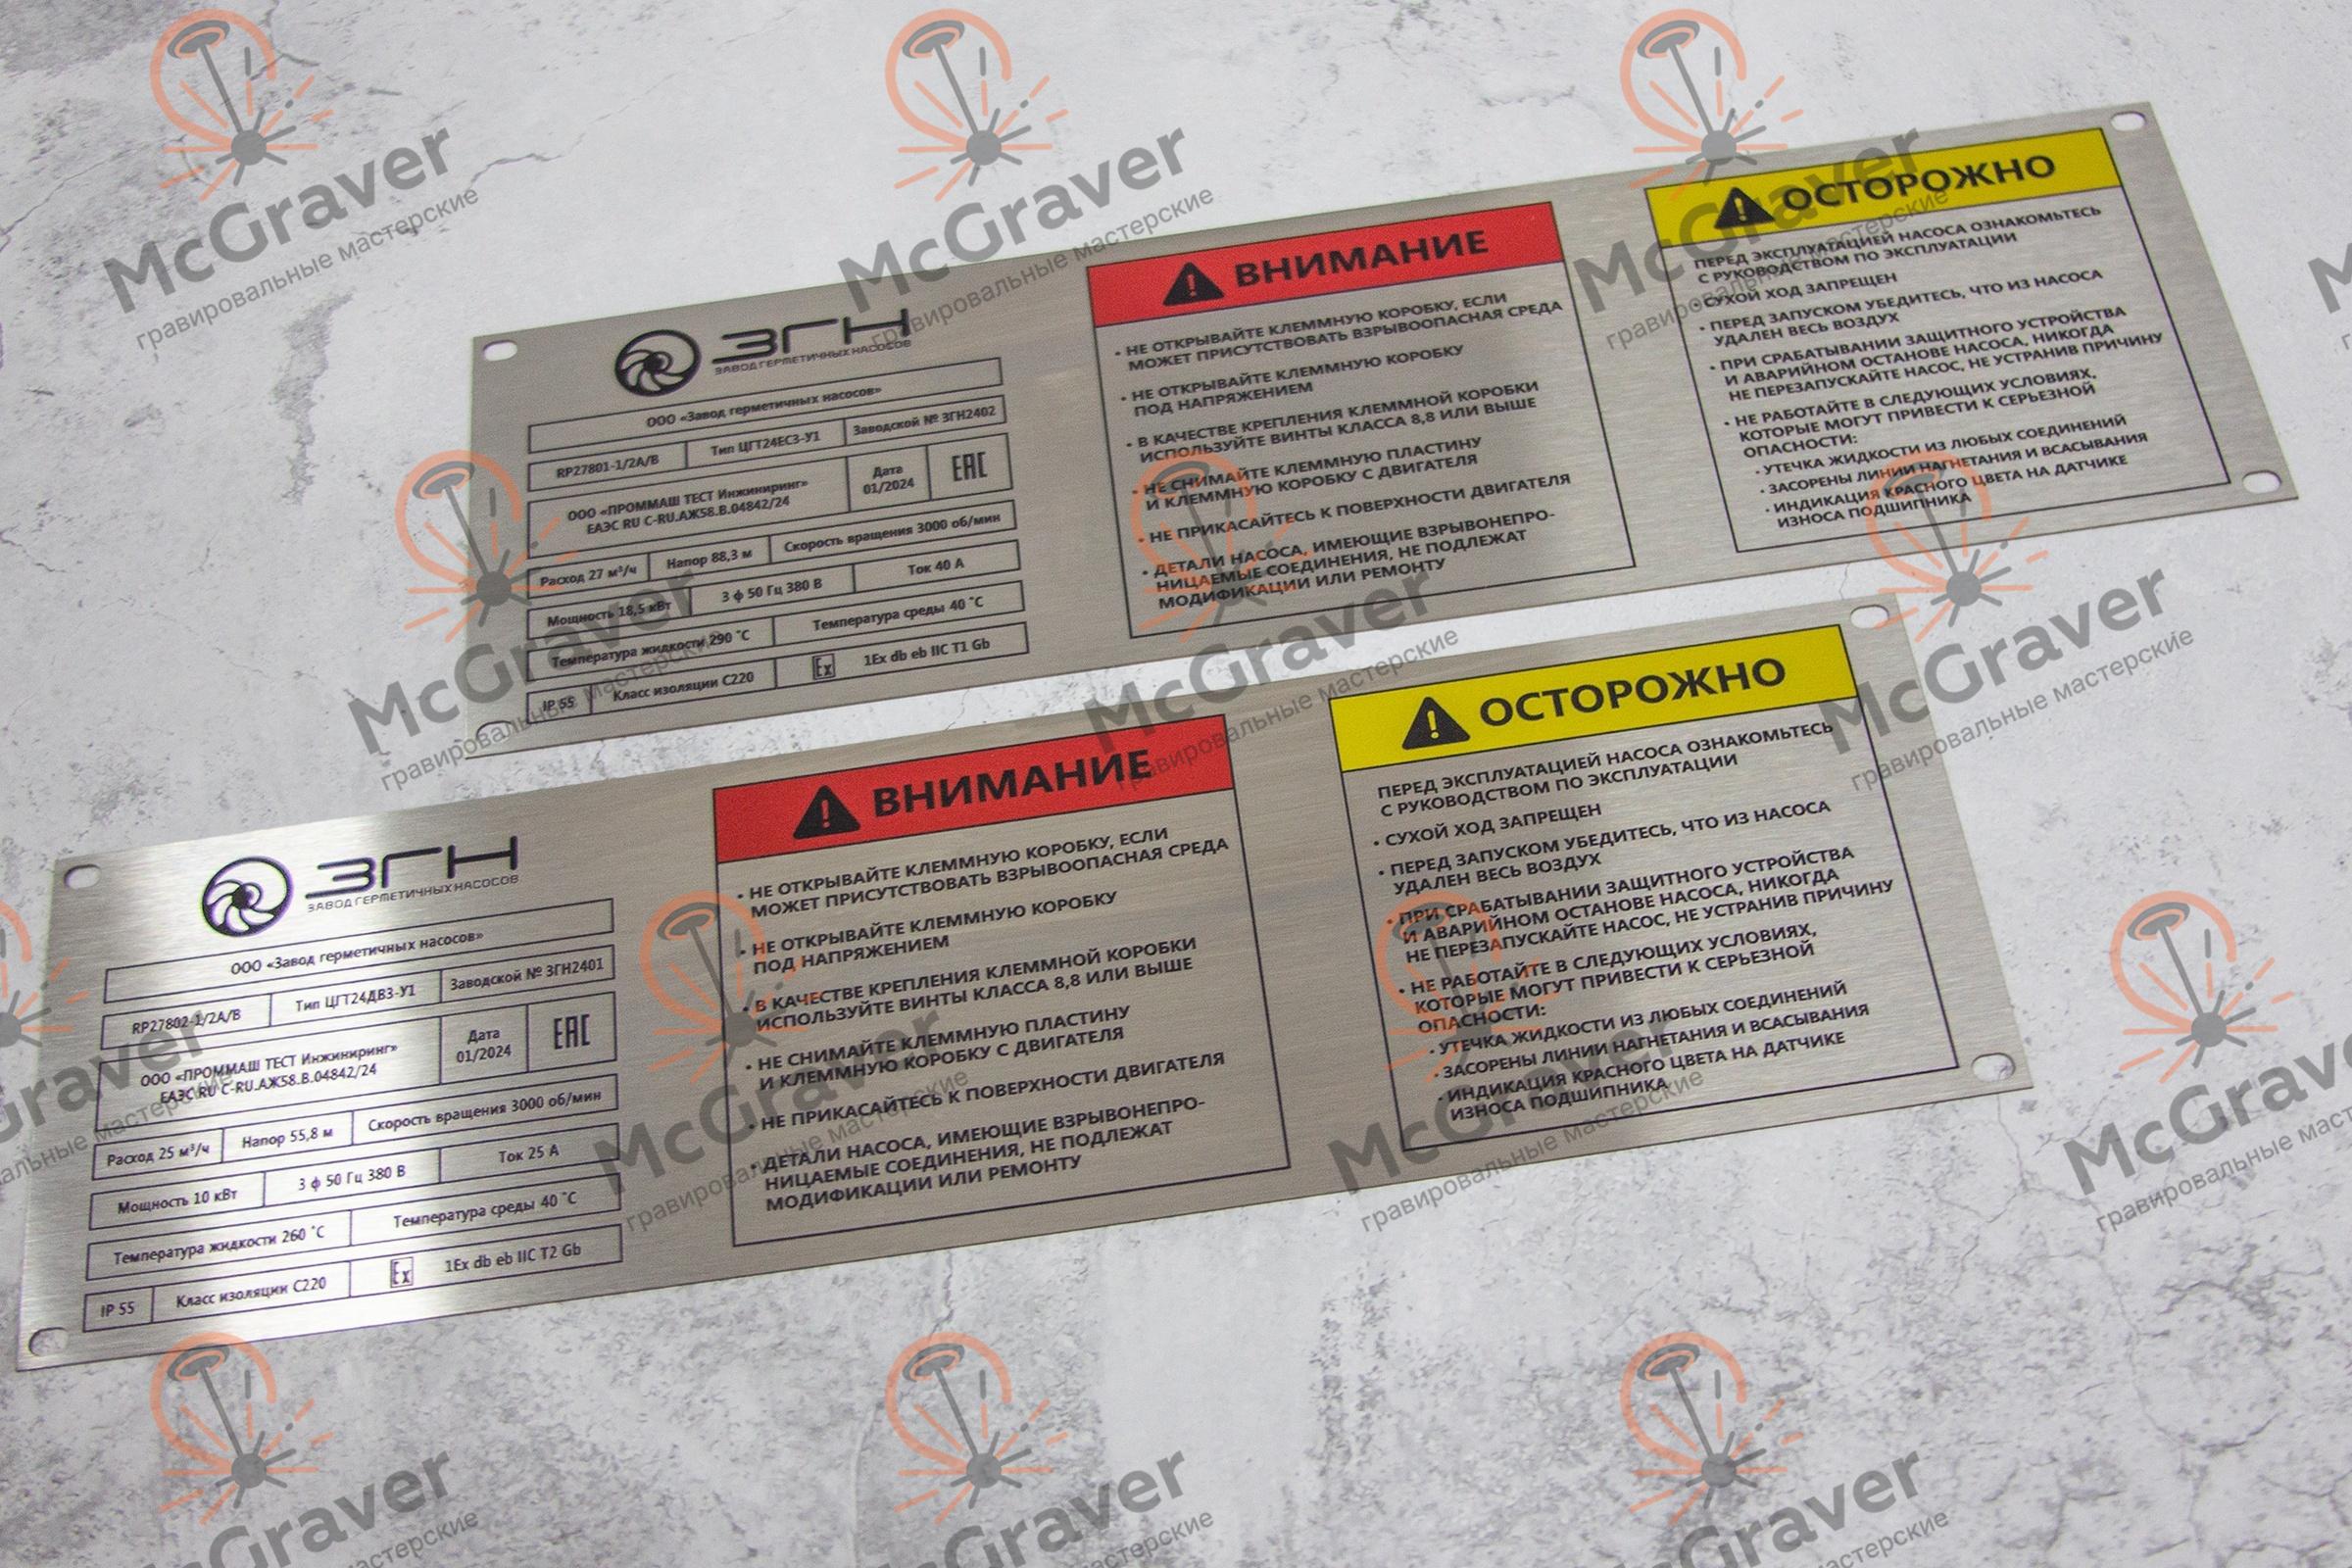 ЗГН
ЗАВОД ГЕРМЕТИЧНЫХ НАСОСОВ
ООО «Завод герметичных насосов»
RP27801-1/2A/B
Тип ЦГТ24ЕС3-У1
Заводской № ЗГН2402
ООО «ПРОММАШ ТЕСТ Инжиниринг»
ЕАЭС RU С-RU.АЖ58.В.04842/24
Дата
01/2024
EAC
Расход 27 м³/ч
Напор 88,3 м
Скорость вращения 3000 об/мин
Мощность 18,5 кВт
3 ф 50 Гц 380 В
Ток 40 А
Температура жидкости 290 °С
Температура среды 40 °С
IP 55
Класс изоляции С220
Ex
1Ex db eb IIC T1 Gb
ВНИМАНИЕ
• НЕ ОТКРЫВАЙТЕ КЛЕММНУЮ КОРОБКУ, ЕСЛИ
МОЖЕТ ПРИСУТСТВОВАТЬ ВЗРЫВООПАСНАЯ СРЕДА
• НЕ ОТКРЫВАЙТЕ КЛЕММНУЮ КОРОБКУ
ПОД НАПРЯЖЕНИЕМ
• В КАЧЕСТВЕ КРЕПЛЕНИЯ КЛЕММНОЙ КОРОБКИ
ИСПОЛЬЗУЙТЕ ВИНТЫ КЛАССА 8,8 ИЛИ ВЫШЕ
• НЕ СНИМАЙТЕ КЛЕММНУЮ ПЛАСТИНУ
И КЛЕММНУЮ КОРОБКУ С ДВИГАТЕЛЯ
• НЕ ПРИКАСАЙТЕСЬ К ПОВЕРХНОСТИ ДВИГАТЕЛЯ
• ДЕТАЛИ НАСОСА, ИМЕЮЩИЕ ВЗРЫВОНЕПРО-
НИЦАЕМЫЕ СОЕДИНЕНИЯ, НЕ ПОДЛЕЖАТ
МОДИФИКАЦИИ ИЛИ РЕМОНТУ
ОСТОРОЖНО
ПЕРЕД ЭКСПЛУАТАЦИЕЙ НАСОСА ОЗНАКОМЬТЕСЬ
С РУКОВОДСТВОМ ПО ЭКСПЛУАТАЦИИ
• СУХОЙ ХОД ЗАПРЕЩЕН
• ПЕРЕД ЗАПУСКОМ УБЕДИТЕСЬ, ЧТО ИЗ НАСОСА
УДАЛЕН ВЕСЬ ВОЗДУХ
• ПРИ СРАБАТЫВАНИИ ЗАЩИТНОГО УСТРОЙСТВА
И АВАРИЙНОМ ОСТАНОВЕ НАСОСА, НИКОГДА
НЕ ПЕРЕЗАПУСКАЙТЕ НАСОС, НЕ УСТРАНИВ ПРИЧИНУ
• НЕ РАБОТАЙТЕ В СЛЕДУЮЩИХ УСЛОВИЯХ,
КОТОРЫЕ МОГУТ ПРИВЕСТИ К СЕРЬЕЗНОЙ
ОПАСНОСТИ:
• УТЕЧКА ЖИДКОСТИ ИЗ ЛЮБЫХ СОЕДИНЕНИЙ
• ЗАСОРЕНЫ ЛИНИИ НАГНЕТАНИЯ И ВСАСЫВАНИЯ
• ИНДИКАЦИЯ КРАСНОГО ЦВЕТА НА ДАТЧИКЕ
ИЗНОСА ПОДШИПНИКА
ЗГН
ЗАВОД ГЕРМЕТИЧНЫХ НАСОСОВ
ООО «Завод герметичных насосов»
RP27802-1/2A/B
Тип ЦГТ24ДВ3-У1
Заводской № ЗГН2401
ООО «ПРОММАШ ТЕСТ Инжиниринг»
ЕАЭС RU С-RU.АЖ58.В.04842/24
Дата
01/2024
EAC
Расход 25 м³/ч
Напор 55,8 м
Скорость вращения 3000 об/мин
Мощность 10 кВт
3 ф 50 Гц 380 В
Ток 25 А
Температура жидкости 260 °С
Температура среды 40 °С
IP 55
Класс изоляции С220
Ex
1Ex db eb IIC T2 Gb
ВНИМАНИЕ
• НЕ ОТКРЫВАЙТЕ КЛЕММНУЮ КОРОБКУ, ЕСЛИ
МОЖЕТ ПРИСУТСТВОВАТЬ ВЗРЫВООПАСНАЯ СРЕДА
• НЕ ОТКРЫВАЙТЕ КЛЕММНУЮ КОРОБКУ
ПОД НАПРЯЖЕНИЕМ
• В КАЧЕСТВЕ КРЕПЛЕНИЯ КЛЕММНОЙ КОРОБКИ
ИСПОЛЬЗУЙТЕ ВИНТЫ КЛАССА 8,8 ИЛИ ВЫШЕ
• НЕ СНИМАЙТЕ КЛЕММНУЮ ПЛАСТИНУ
И КЛЕММНУЮ КОРОБКУ С ДВИГАТЕЛЯ
• НЕ ПРИКАСАЙТЕСЬ К ПОВЕРХНОСТИ ДВИГАТЕЛЯ
• ДЕТАЛИ НАСОСА, ИМЕЮЩИЕ ВЗРЫВОНЕПРО-
НИЦАЕМЫЕ СОЕДИНЕНИЯ, НЕ ПОДЛЕЖАТ
МОДИФИКАЦИИ ИЛИ РЕМОНТУ
ОСТОРОЖНО
ПЕРЕД ЭКСПЛУАТАЦИЕЙ НАСОСА ОЗНАКОМЬТЕСЬ
С РУКОВОДСТВОМ ПО ЭКСПЛУАТАЦИИ
• СУХОЙ ХОД ЗАПРЕЩЕН
• ПЕРЕД ЗАПУСКОМ УБЕДИТЕСЬ, ЧТО ИЗ НАСОСА
УДАЛЕН ВЕСЬ ВОЗДУХ
• ПРИ СРАБАТЫВАНИИ ЗАЩИТНОГО УСТРОЙСТВА
И АВАРИЙНОМ ОСТАНОВЕ НАСОСА, НИКОГДА
НЕ ПЕРЕЗАПУСКАЙТЕ НАСОС, НЕ УСТРАНИВ ПРИЧИНУ
• НЕ РАБОТАЙТЕ В СЛЕДУЮЩИХ УСЛОВИЯХ,
КОТОРЫЕ МОГУТ ПРИВЕСТИ К СЕРЬЕЗНОЙ
ОПАСНОСТИ:
• УТЕЧКА ЖИДКОСТИ ИЗ ЛЮБЫХ СОЕДИНЕНИЙ
• ЗАСОРЕНЫ ЛИНИИ НАГНЕТАНИЯ И ВСАСЫВАНИЯ
• ИНДИКАЦИЯ КРАСНОГО ЦВЕТА НА ДАТЧИКЕ
ИЗНОСА ПОДШИПНИКА
McGraver
гравировальные мастерские